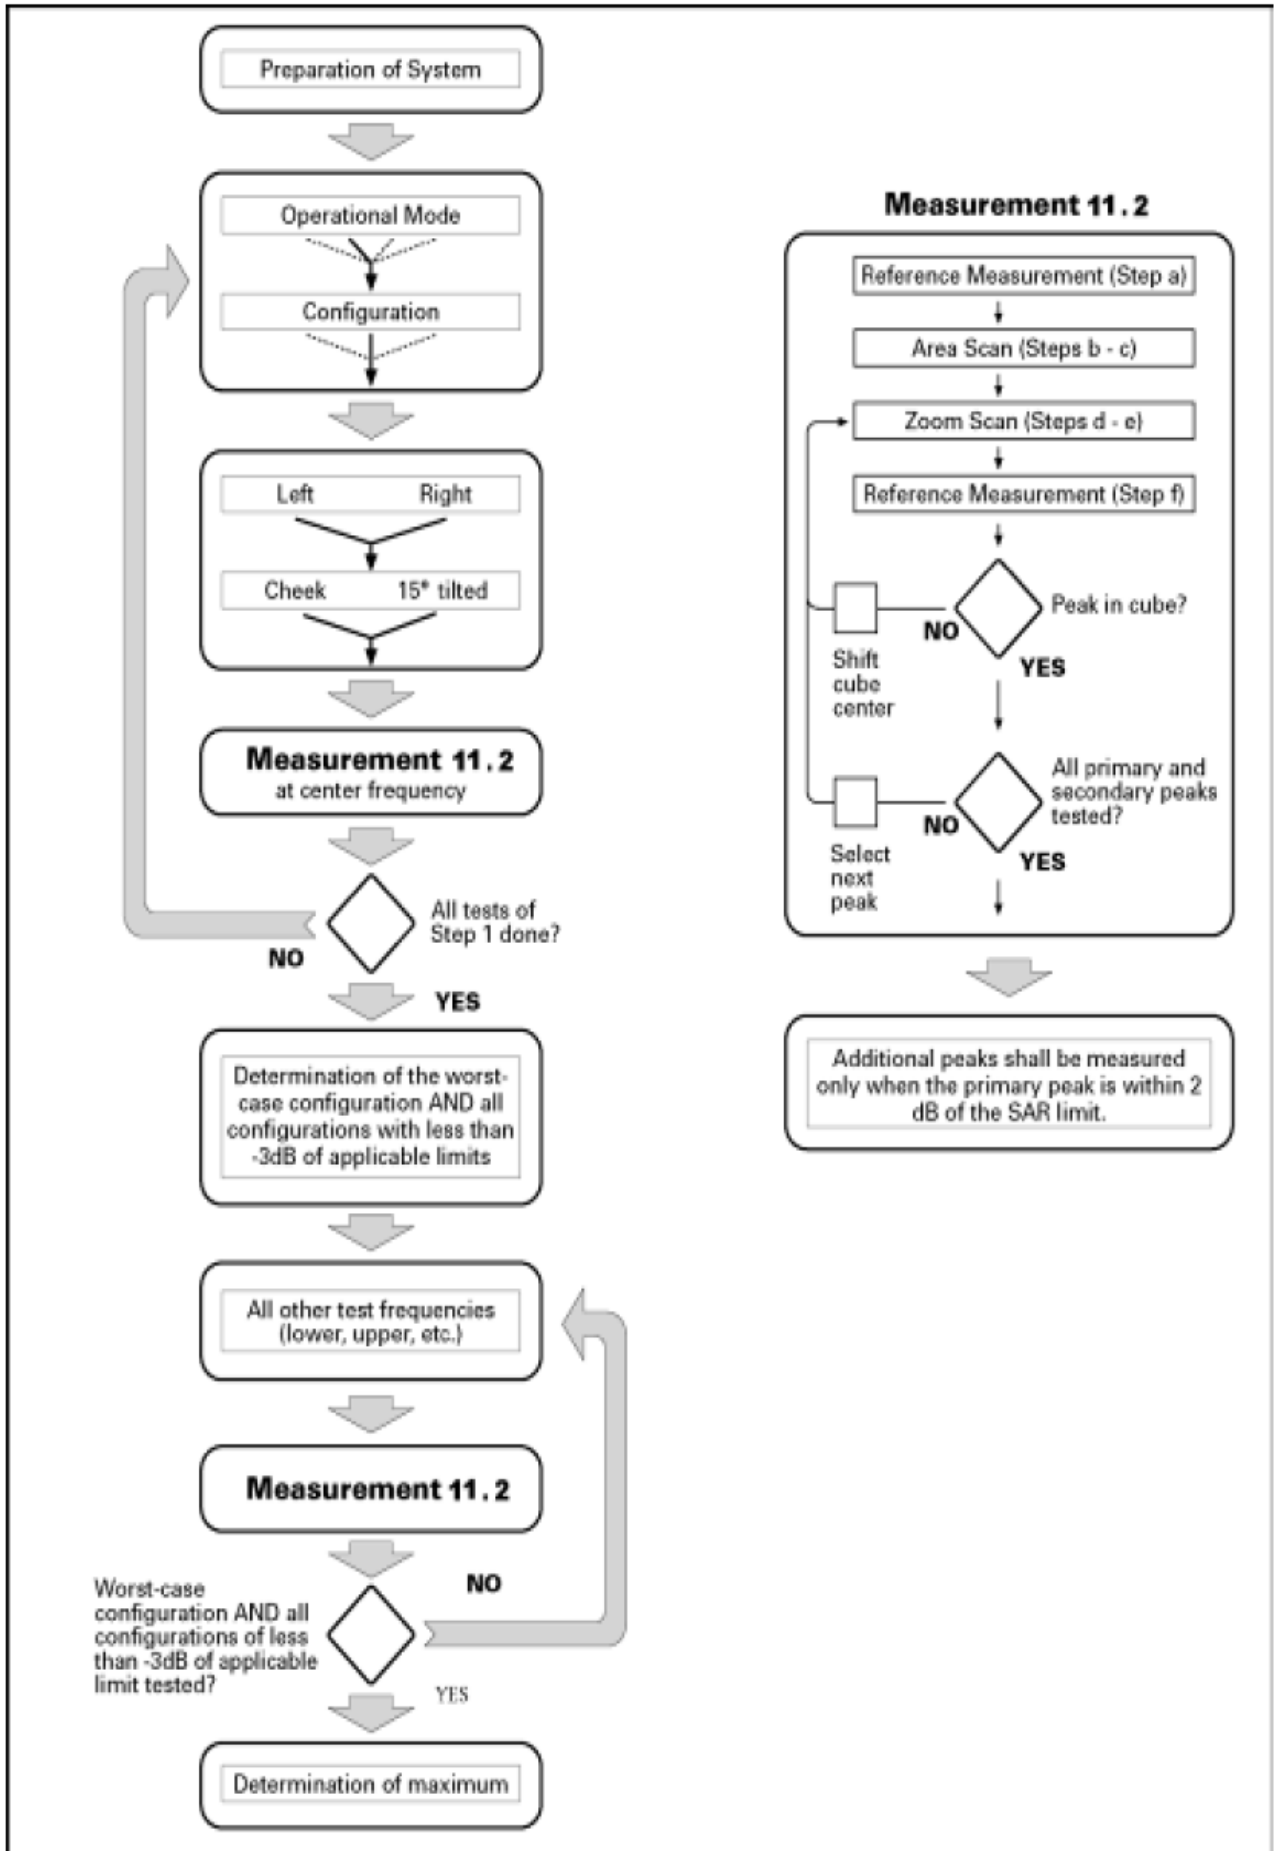 Preparation of System
Operational Mode
Configuration
Left Right
Cheek 15° tilted
Measurement 11.2
at center frequency
All tests of
Step 1 done?
NO
YES
Determination of the worst-
case configuration AND all
configurations with less than
-3dB of applicable limits
All other test frequencies
(lower, upper, etc.)
Measurement 11.2
NO
Worst-case
configuration AND all
configurations of less
than -3dB of applicable
limit tested?
YES
Determination of maximum
Measurement 11.2
Reference Measurement (Step a)
Area Scan (Steps b - c)
Zoom Scan (Steps d - e)
Reference Measurement (Step f)
Peak in cube?
NO
Shift
cube
center
YES
All primary and
secondary peaks
tested?
NO
Select
next
peak
YES
Additional peaks shall be measured
only when the primary peak is within 2
dB of the SAR limit.